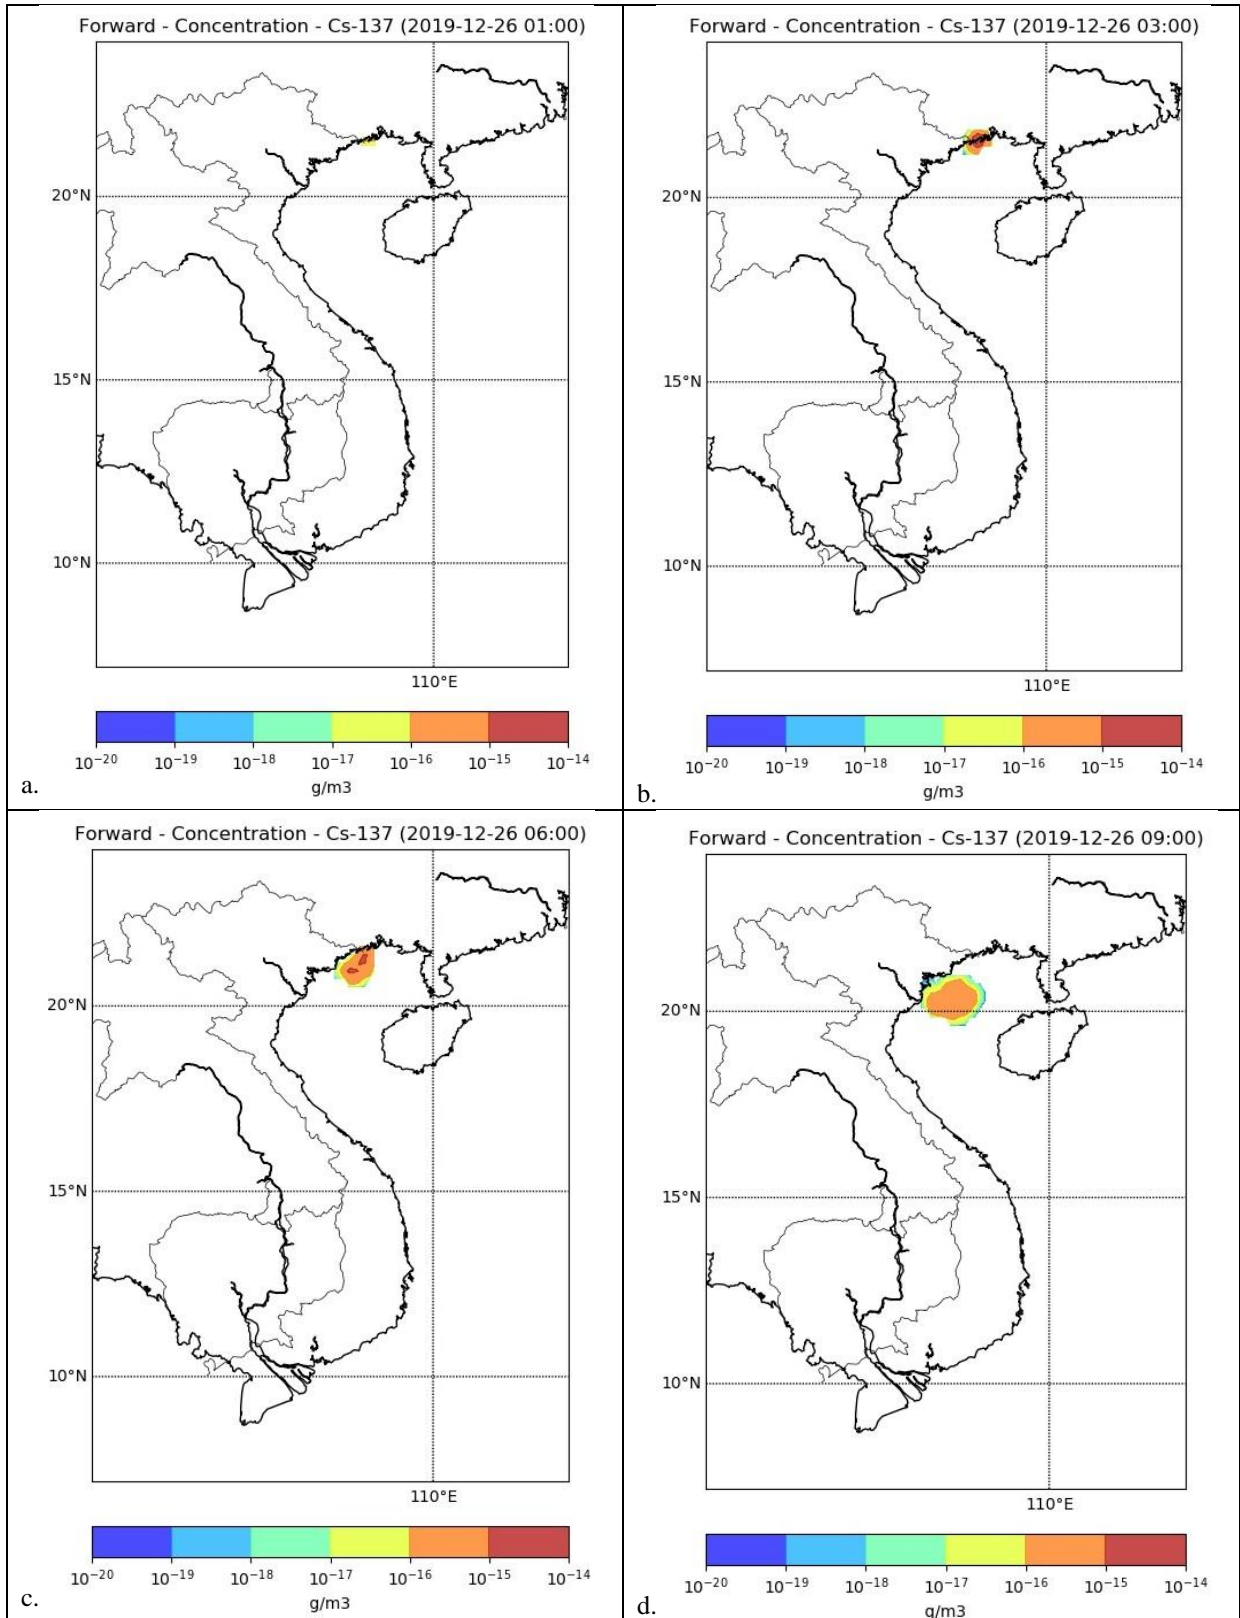 Forward - Concentration - Cs-137 (2019-12-26 01:00)
20°N
15°N
10°N
110°E
10⁻²⁰ 10⁻¹⁹ 10⁻¹⁸ 10⁻¹⁷ 10⁻¹⁶ 10⁻¹⁵ 10⁻¹⁴
g/m3
a.
Forward - Concentration - Cs-137 (2019-12-26 03:00)
20°N
15°N
10°N
110°E
10⁻²⁰ 10⁻¹⁹ 10⁻¹⁸ 10⁻¹⁷ 10⁻¹⁶ 10⁻¹⁵ 10⁻¹⁴
g/m3
b.
Forward - Concentration - Cs-137 (2019-12-26 06:00)
20°N
15°N
10°N
110°E
10⁻²⁰ 10⁻¹⁹ 10⁻¹⁸ 10⁻¹⁷ 10⁻¹⁶ 10⁻¹⁵ 10⁻¹⁴
g/m3
c.
Forward - Concentration - Cs-137 (2019-12-26 09:00)
20°N
15°N
10°N
110°E
10⁻²⁰ 10⁻¹⁹ 10⁻¹⁸ 10⁻¹⁷ 10⁻¹⁶ 10⁻¹⁵ 10⁻¹⁴
g/m3
d.